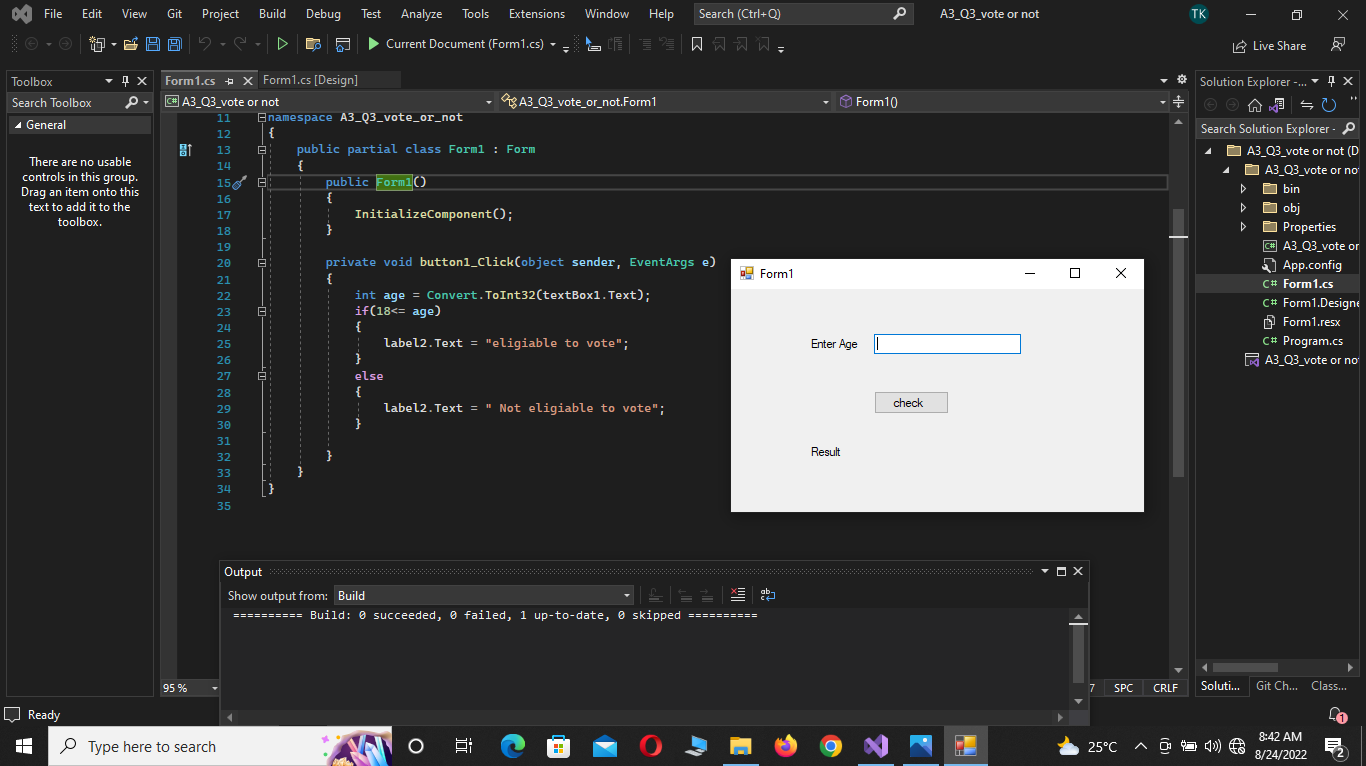 File Edit View Git Project Build Debug Test Analyze Tools Extensions Window Help Search (Ctrl+Q) A3_Q3_vote or not TK
Current Document (Form1.cs) Live Share
Toolbox
Search Toolbox
General
There are no usable
controls in this group.
Drag an item onto this
text to add it to the
toolbox.
Form1.cs Form1.cs [Design]
A3_Q3_vote or not A3_Q3_vote_or_not.Form1 Form1()
11 namespace A3_Q3_vote_or_not
12 {
13 public partial class Form1 : Form
14 {
15 public Form1()
16 {
17 InitializeComponent();
18 }
19
20 private void button1_Click(object sender, EventArgs e)
21 {
22 int age = Convert.ToInt32(textBox1.Text);
23 if(18<= age)
24 {
25 label2.Text = "eligiable to vote";
26 }
27 else
28 {
29 label2.Text = " Not eligiable to vote";
30 }
31
32 }
33 }
34 }
35
Form1
Enter Age
check
Result
Output
Show output from: Build
========== Build: 0 succeeded, 0 failed, 1 up-to-date, 0 skipped ==========
95 % 7 SPC CRLF
Solution Explorer -...
Search Solution Explorer -
A3_Q3_vote or not (D
A3_Q3_vote or not
bin
obj
Properties
A3_Q3_vote or
App.config
Form1.cs
Form1.Designe
Form1.resx
Program.cs
A3_Q3_vote or not
Soluti... Git Ch... Class...
Ready 1
Type here to search
25°C
8:42 AM
8/24/2022
2